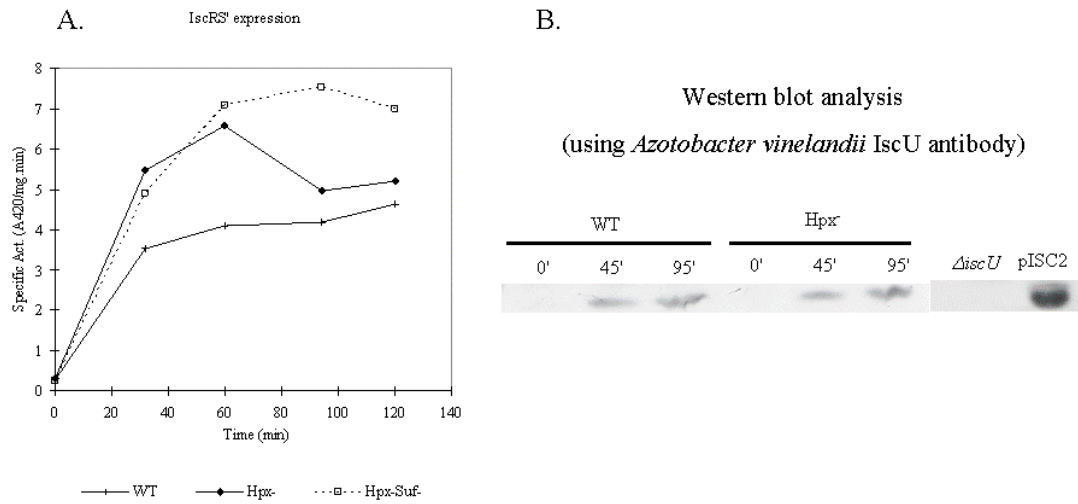 A.
IscRS' expression
Specific Act. (A420/mg.min)
8
7
6
5
4
3
2
1
0
0 20 40 60 80 100 120 140
Time (min)
WT Hpx- Hpx-Suf-
B.
Western blot analysis
(using Azotobacter vinelandii IscU antibody)
WT Hpx-
0' 45' 95' 0' 45' 95' ΔiscU pISC2